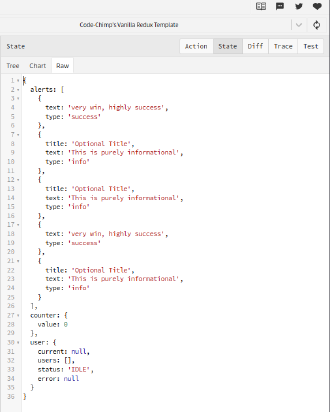 Code-Chimp's Vanilla Redux Template
State
Action State Diff Trace Test
Tree Chart Raw
1 {
2 alerts: [
3 {
4 text: 'very win, highly success',
5 type: 'success'
6 },
7 {
8 title: 'Optional Title',
9 text: 'This is purely informational',
10 type: 'info'
11 },
12 {
13 title: 'Optional Title',
14 text: 'This is purely informational',
15 type: 'info'
16 },
17 {
18 text: 'very win, highly success',
19 type: 'success'
20 },
21 {
22 title: 'Optional Title',
23 text: 'This is purely informational',
24 type: 'info'
25 }
26 ],
27 counter: {
28 value: 0
29 },
30 user: {
31 current: null,
32 users: [],
33 status: 'IDLE',
34 error: null
35 }
36 }